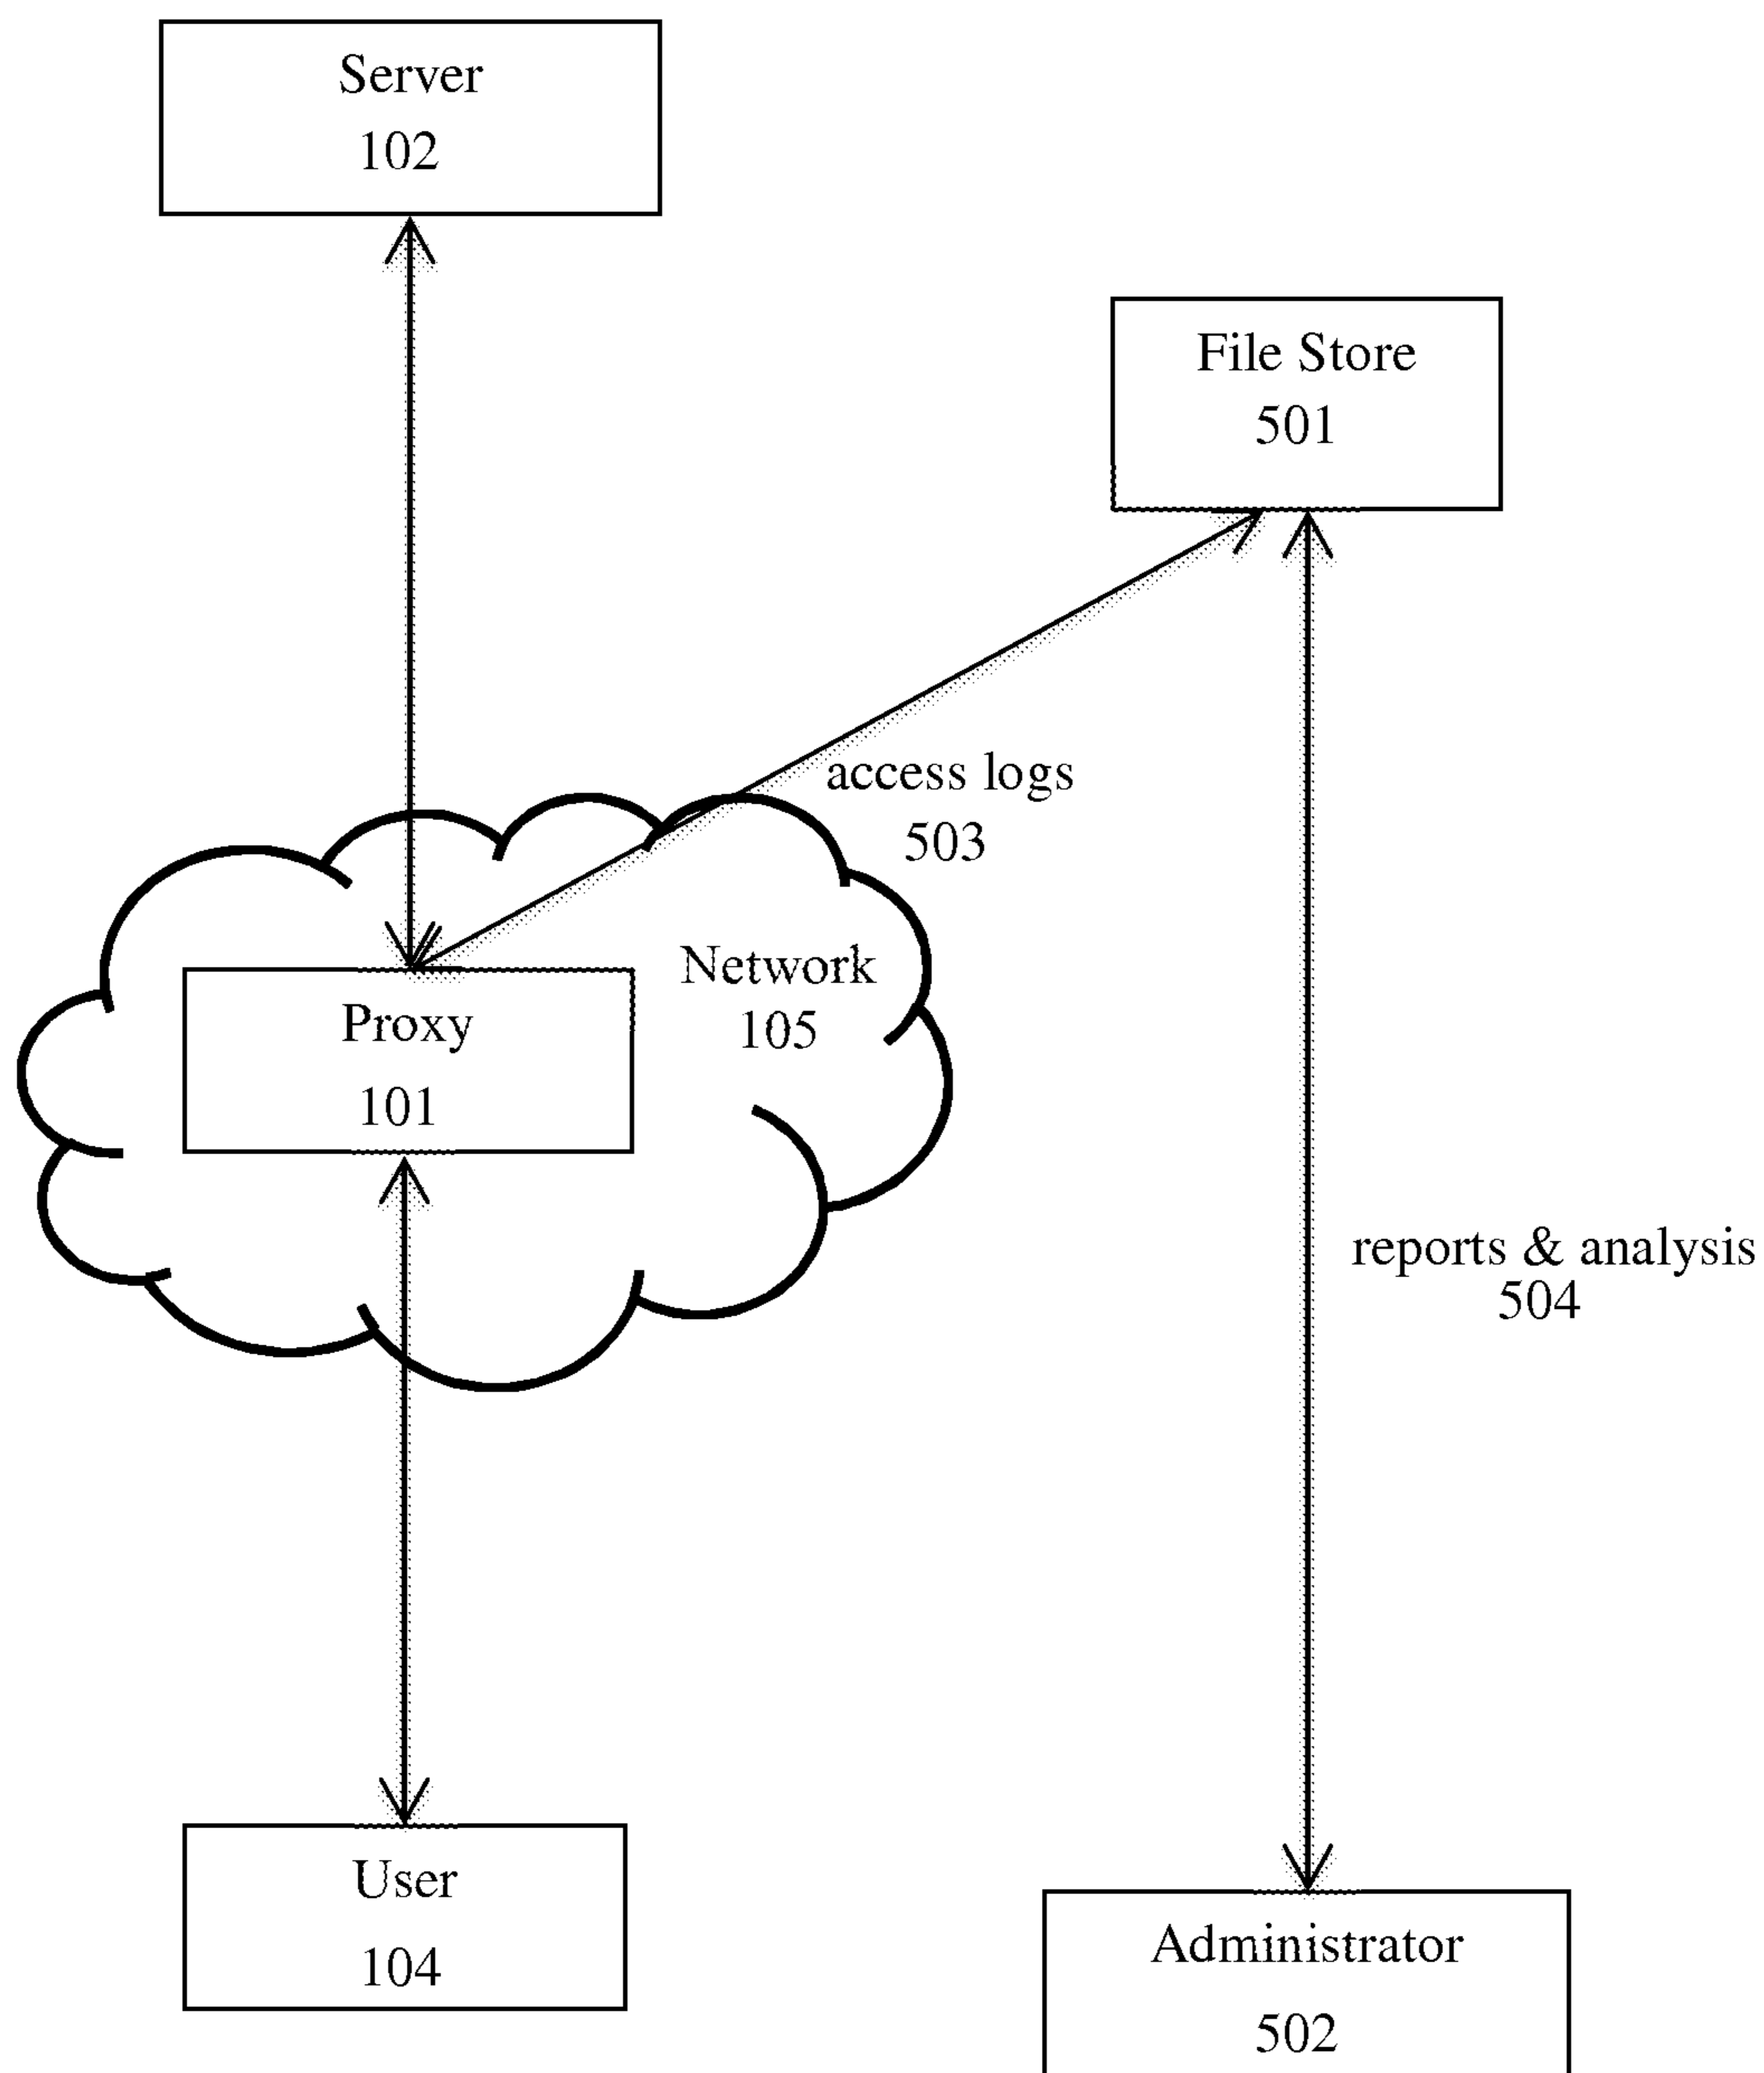 Server
102
File Store
501
access logs
503
Network
105
Proxy
101
reports & analysis
504
User
104
Administrator
502